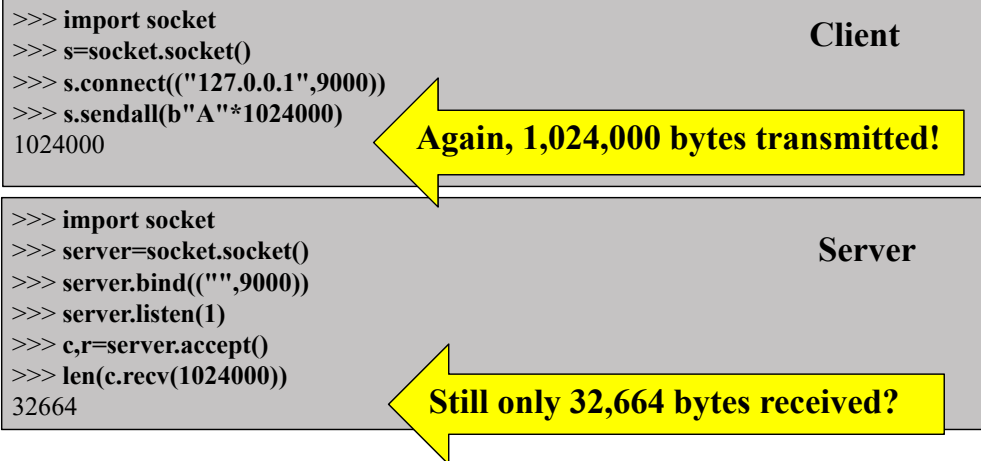 >>> import socket
>>> s=socket.socket()
>>> s.connect(("127.0.0.1",9000))
>>> s.sendall(b"A"*1024000)
1024000
Client
Again, 1,024,000 bytes transmitted!
>>> import socket
>>> server=socket.socket()
>>> server.bind(("",9000))
>>> server.listen(1)
>>> c,r=server.accept()
>>> len(c.recv(1024000))
32664
Server
Still only 32,664 bytes received?